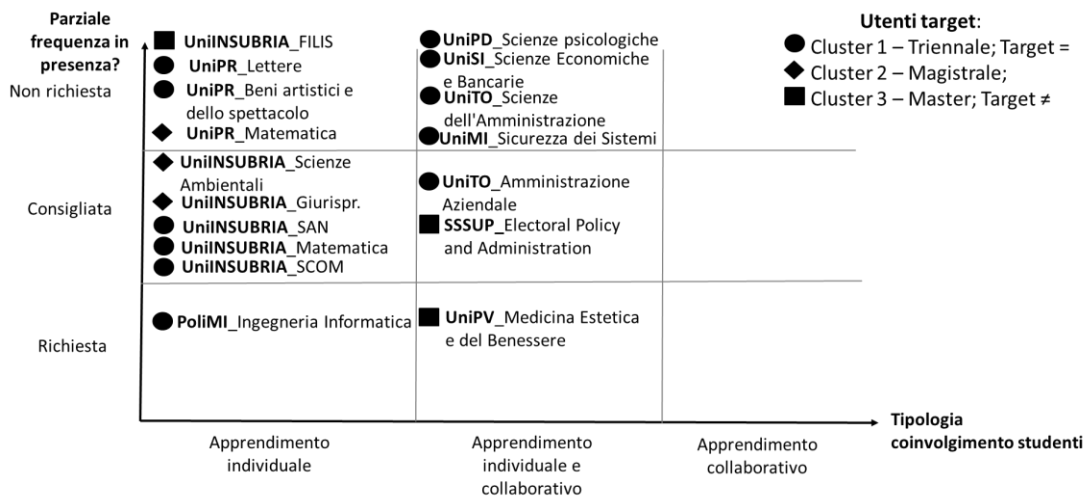 Parziale
frequenza in
presenza?
Non richiesta
Consigliata
Richiesta
UniINSUBRIA_FILIS
UniPR_Lettere
UniPR_Beni artistici e
dello spettacolo
UniPR_Matematica
UniPD_Scienze psicologiche
UniSI_Scienze Economiche
e Bancarie
UniTO_Scienze
dell'Amministrazione
UniMI_Sicurezza dei Sistemi
UniINSUBRIA_Scienze
Ambientali
UniINSUBRIA_Giurispr.
UniINSUBRIA_SAN
UniINSUBRIA_Matematica
UniINSUBRIA_SCOM
UniTO_Amministrazione
Aziendale
SSSUP_Electoral Policy
and Administration
PoliMI_Ingegneria Informatica
UniPV_Medicina Estetica
e del Benessere
Apprendimento
individuale
Apprendimento
individuale e
collaborativo
Apprendimento
collaborativo
Tipologia
coinvolgimento studenti
Utenti target:
Cluster 1 – Triennale; Target =
Cluster 2 – Magistrale;
Cluster 3 – Master; Target ≠